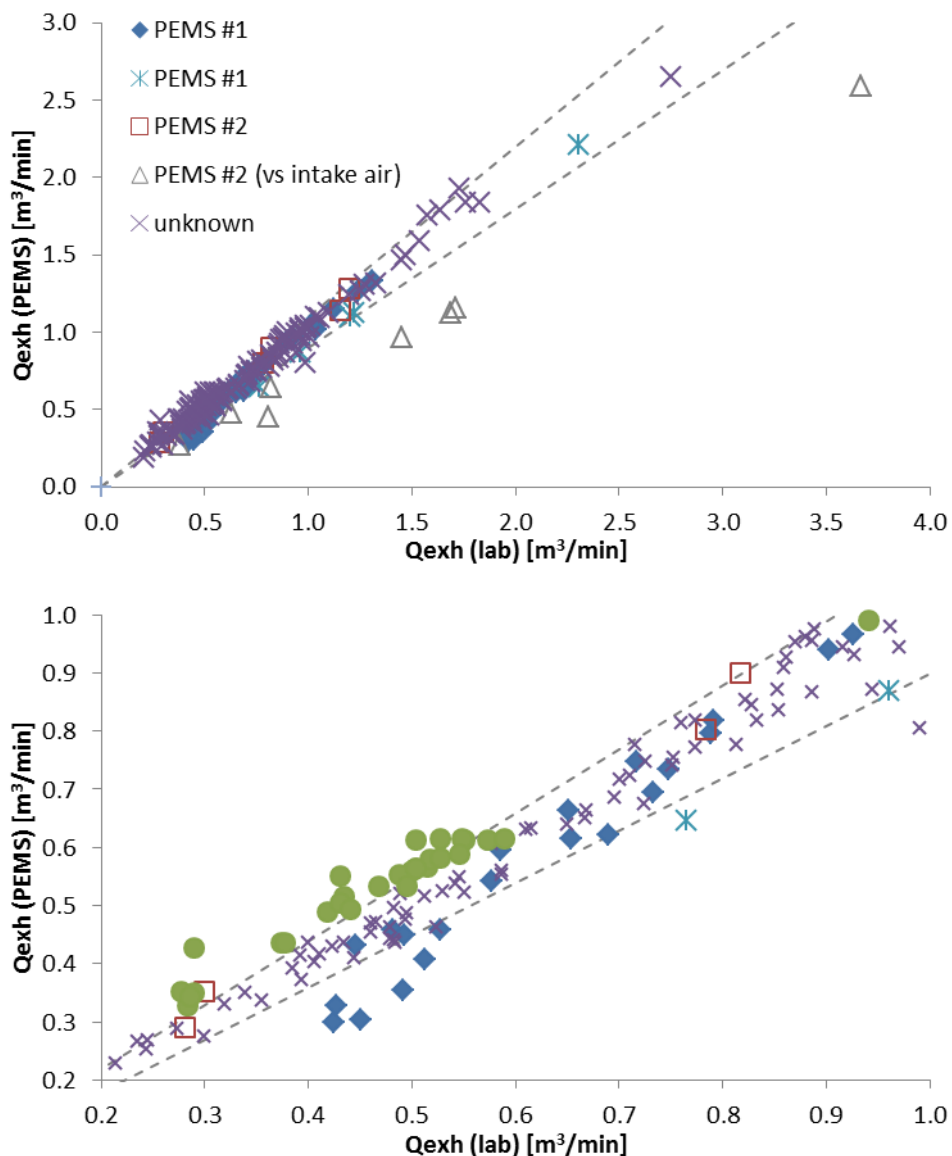 3.0
2.5
2.0
1.5
1.0
0.5
0.0
Qexh (PEMS) [m³/min]
PEMS #1
PEMS #1
PEMS #2
PEMS #2 (vs intake air)
unknown
0.0 0.5 1.0 1.5 2.0 2.5 3.0 3.5 4.0
Qexh (lab) [m³/min]
1.0
0.9
0.8
0.7
0.6
0.5
0.4
0.3
0.2
Qexh (PEMS) [m³/min]
0.2 0.3 0.4 0.5 0.6 0.7 0.8 0.9 1.0
Qexh (lab) [m³/min]